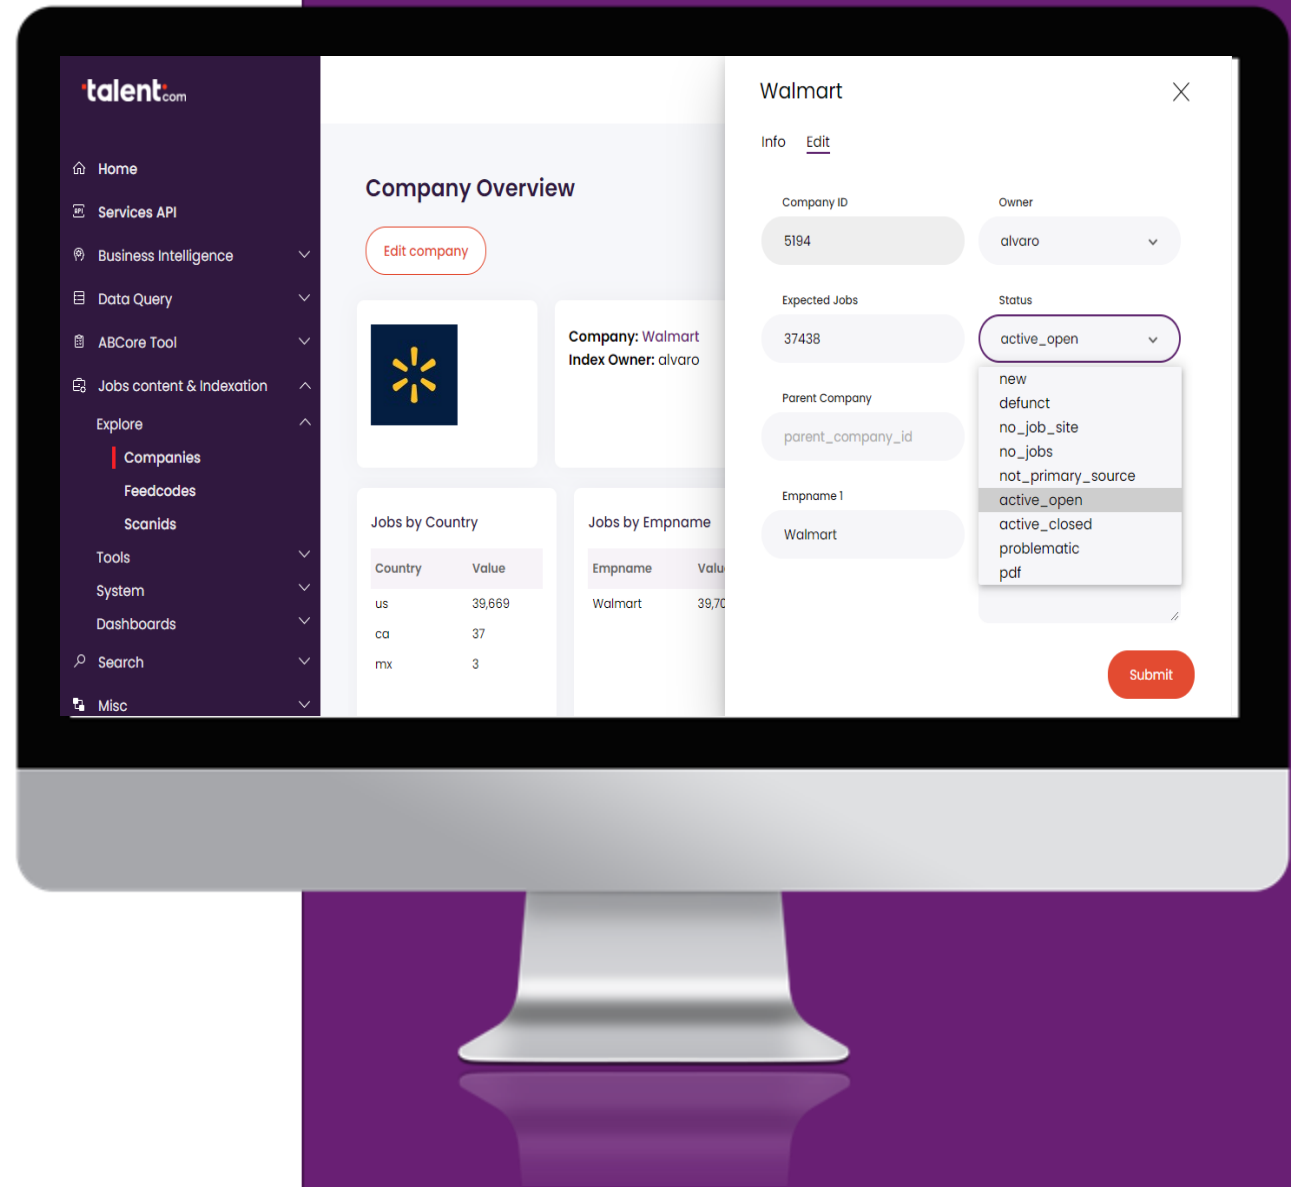 talent.com
Home
Services API
Business Intelligence
Data Query
ABCore Tool
Jobs content & Indexation
Explore
Companies
Feedcodes
Scanids
Tools
System
Dashboards
Search
Misc
Company Overview
Edit company
Company: Walmart
Index Owner: alvaro
Jobs by Country
Country Value
us 39,669
ca 37
mx 3
Jobs by Empname
Empname
Walmart
Walmart
Info Edit
Company ID
5194
Owner
alvaro
Expected Jobs
37438
Status
active_open
Parent Company
parent_company_id
Empname 1
Walmart
new
defunct
no_job_site
no_jobs
not_primary_source
active_open
active_closed
problematic
pdf
Submit